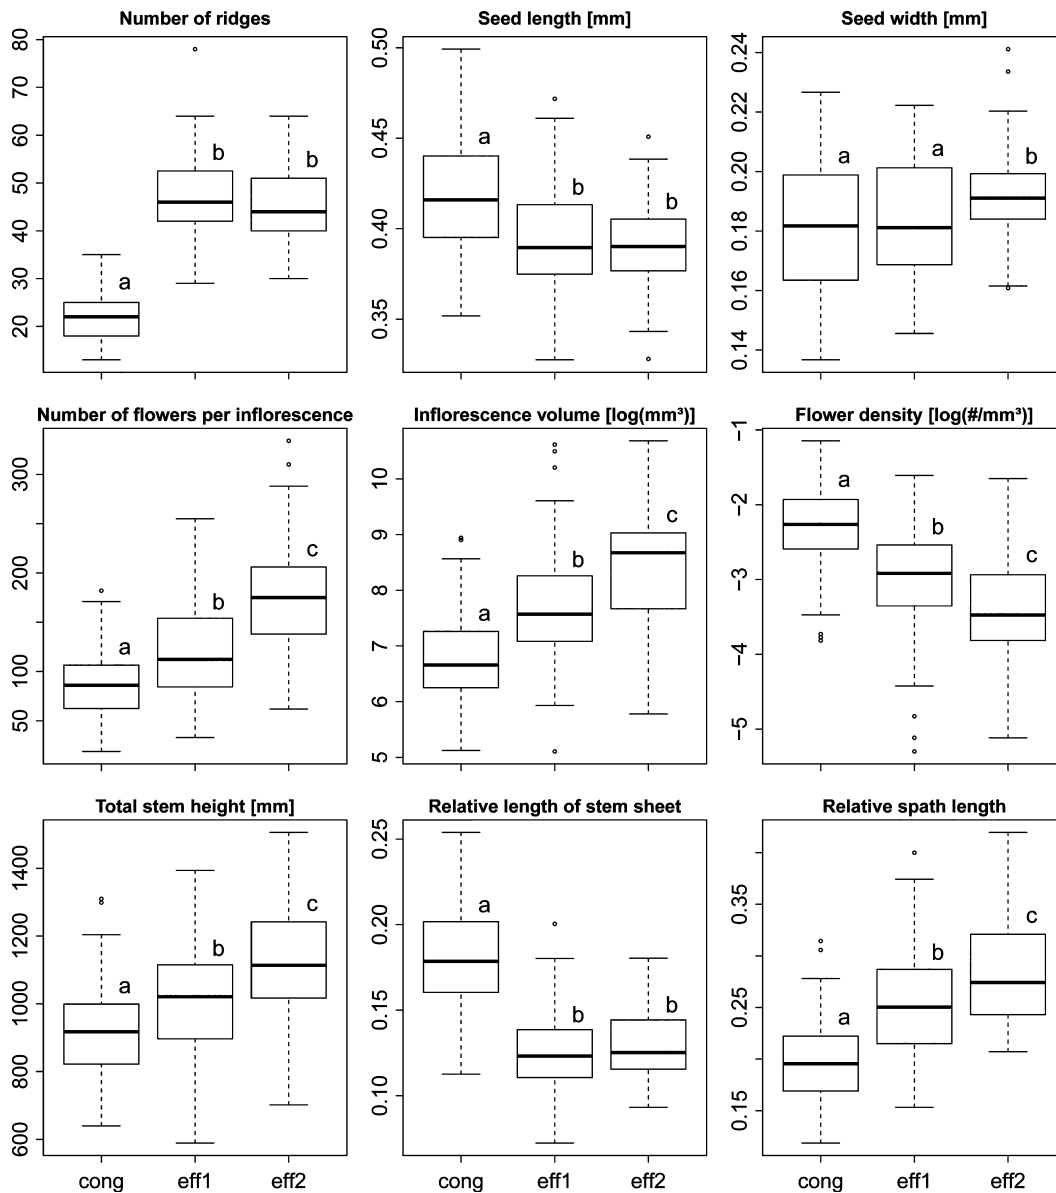 Number of ridges
Seed length [mm]
Seed width [mm]
80
70
60
50
40
30
20
a
b
b
0.50
0.45
0.40
0.35
a
b
b
0.24
0.22
0.20
0.18
0.16
0.14
a
a
b
Number of flowers per inflorescence
Inflorescence volume [log(mm³)]
Flower density [log(#/mm³)]
300
200
100
50
a
b
c
10
9
8
7
6
5
a
b
c
−1
−2
−3
−4
−5
a
b
c
Total stem height [mm]
Relative length of stem sheet
Relative spath length
1400
1200
1000
800
600
a
b
c
0.25
0.20
0.15
0.10
a
b
b
0.35
0.25
0.15
a
b
c
cong eff1 eff2
cong eff1 eff2
cong eff1 eff2